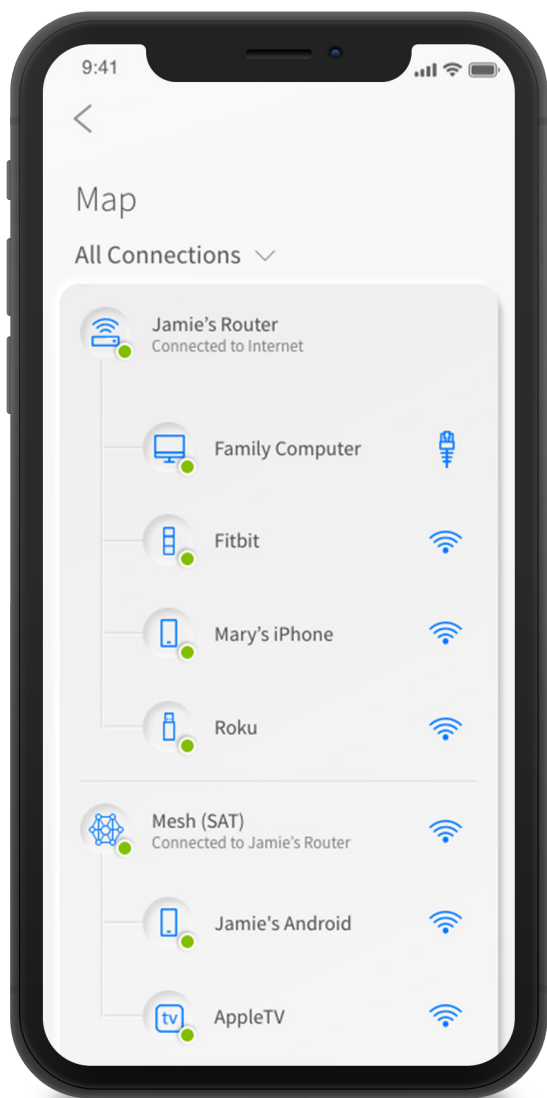 9:41
Map
All Connections
Jamie’s Router
Connected to Internet
Family Computer
Fitbit
Mary’s iPhone
Roku
Mesh (SAT)
Connected to Jamie’s Router
Jamie's Android
tv AppleTV